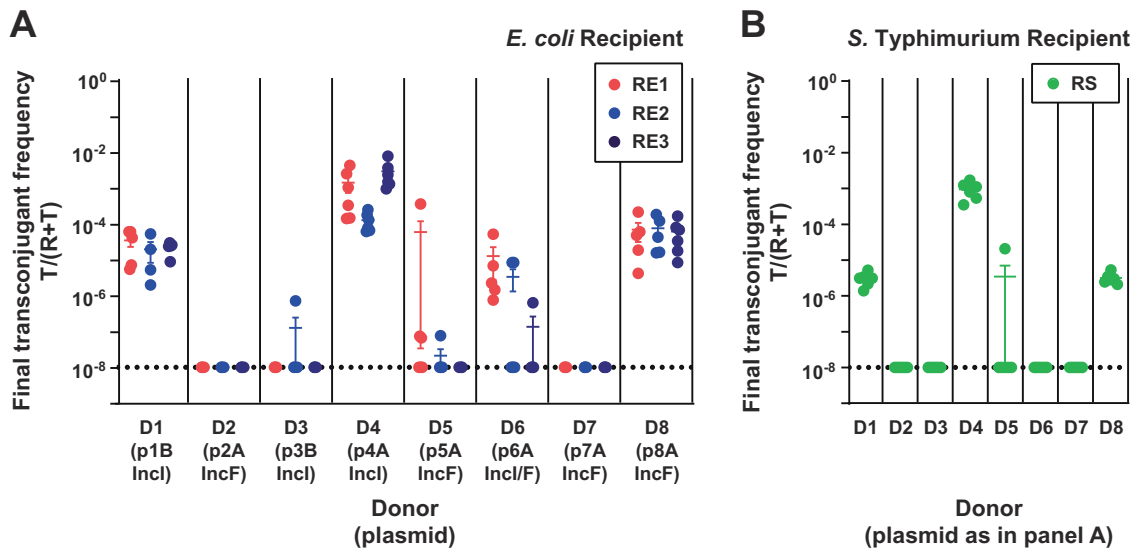 A
E. coli Recipient
Final transconjugant frequency
T/(R+T)
10^0
10^-2
10^-4
10^-6
10^-8
RE1
RE2
RE3
D1 D2 D3 D4 D5 D6 D7 D8
(p1B (p2A (p3B (p4A (p5A (p6A (p7A (p8A
IncI) IncF) IncI) IncI) IncF) IncI/F) IncF) IncF)
Donor
(plasmid)
B
S. Typhimurium Recipient
Final transconjugant frequency
T/(R+T)
10^0
10^-2
10^-4
10^-6
10^-8
RS
D1 D2 D3 D4 D5 D6 D7 D8
Donor
(plasmid as in panel A)